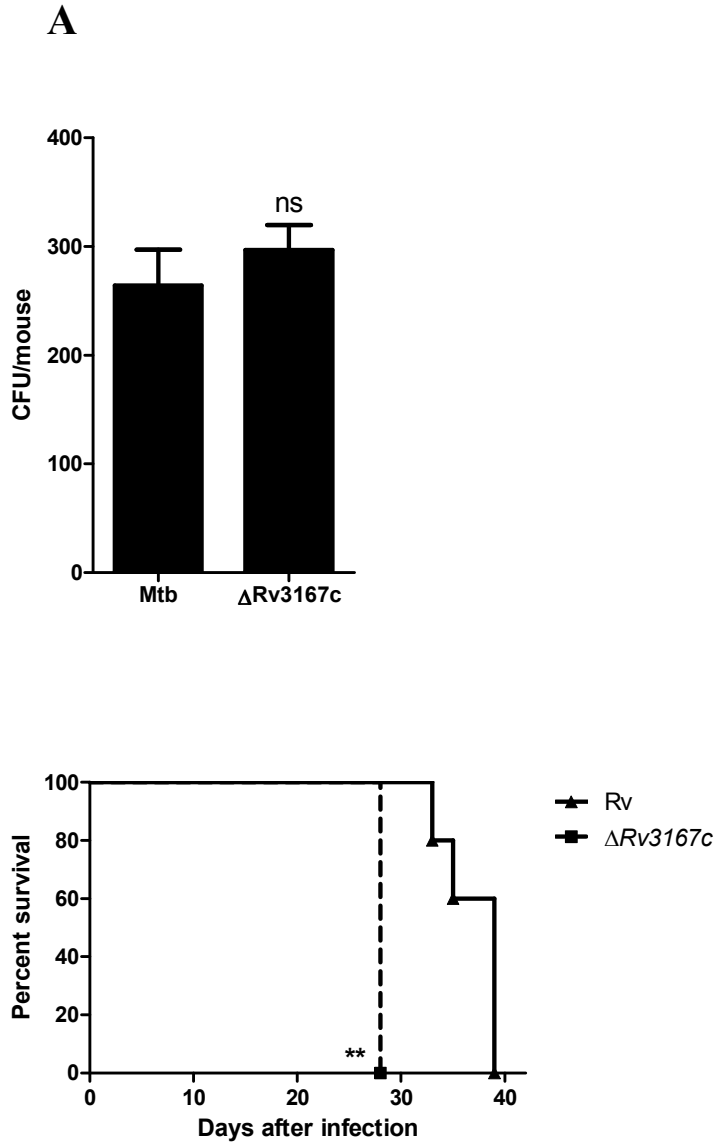 A
400
ns
300
CFU/mouse
200
100
0
Mtb ΔRv3167c
100
Rv
ΔRv3167c
80
Percent survival
60
40
20
**
0
0 10 20 30 40
Days after infection